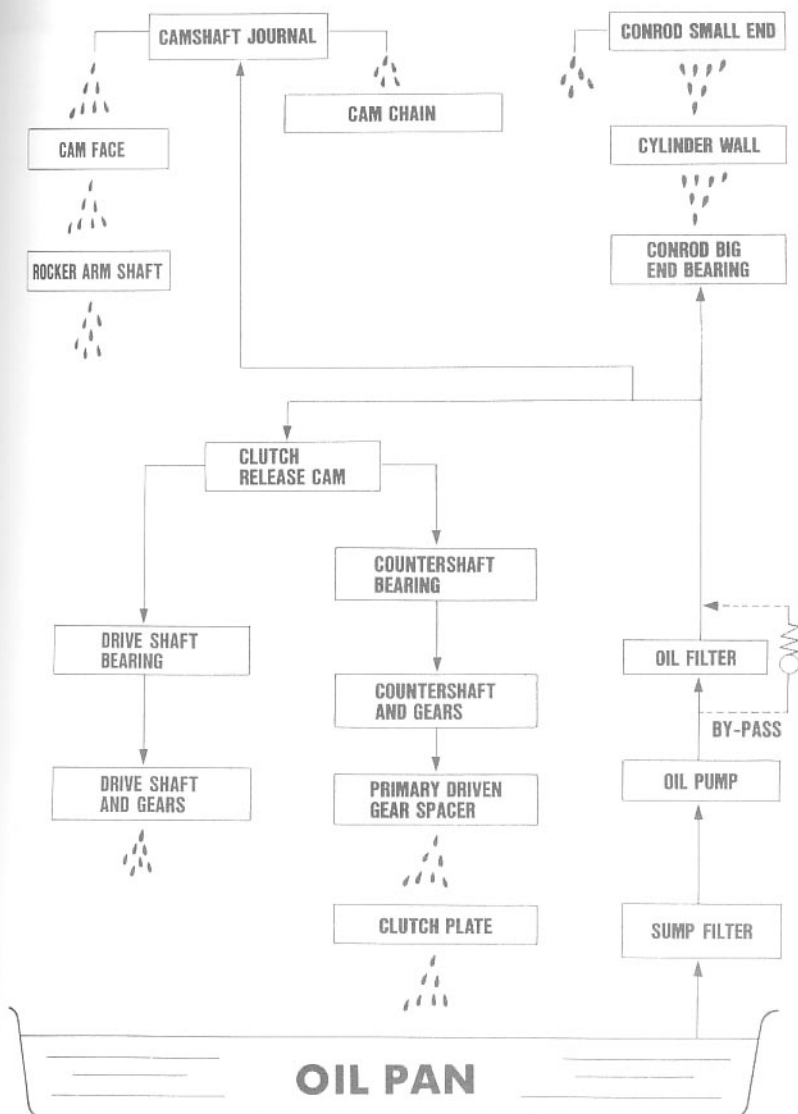 CAMSHAFT JOURNAL
CONROD SMALL END
CAM CHAIN
CAM FACE
CYLINDER WALL
ROCKER ARM SHAFT
CONROD BIG
END BEARING
CLUTCH
RELEASE CAM
COUNTERSHAFT
BEARING
DRIVE SHAFT
BEARING
OIL FILTER
COUNTERSHAFT
AND GEARS
BY-PASS
DRIVE SHAFT
AND GEARS
PRIMARY DRIVEN
GEAR SPACER
OIL PUMP
CLUTCH PLATE
SUMP FILTER
OIL PAN